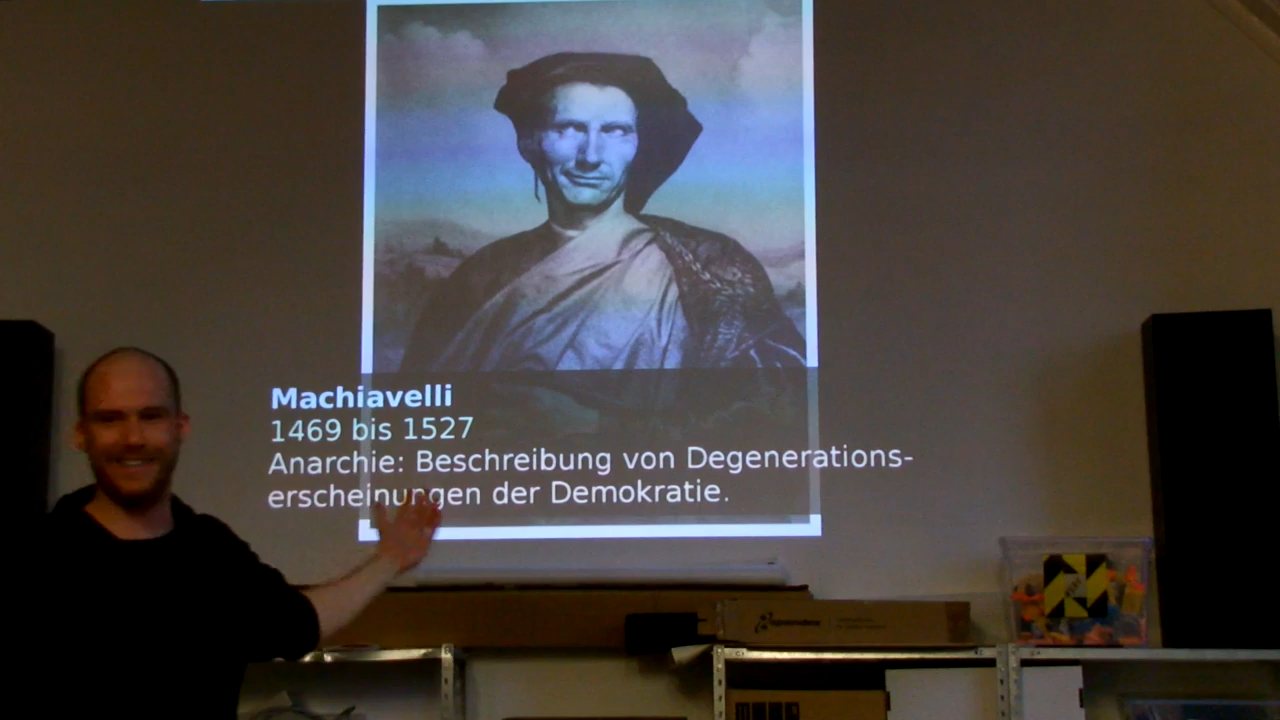 Machiavelli
1469 bis 1527
Anarchie: Beschreibung von Degenerations-
erscheinungen der Demokratie.